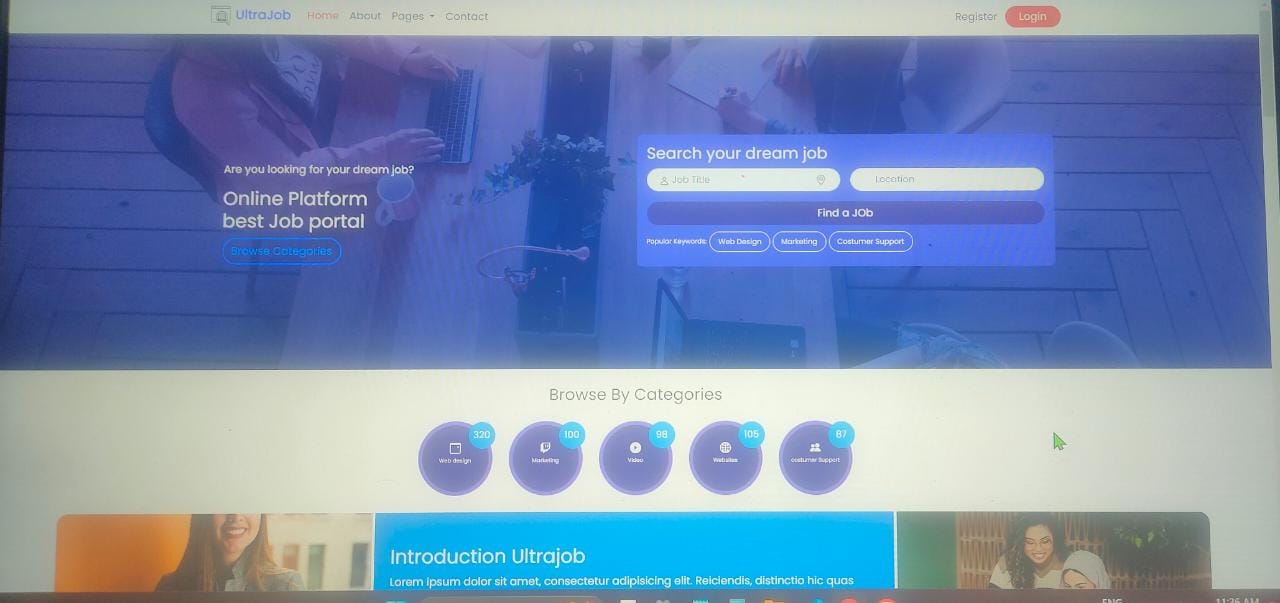 UltraJob Home About Pages Contact Register Login
Are you looking for your dream job?
Online Platform
best Job portal
Browse Categories
Search your dream job
Job Title Location
Find a JOb
Popular Keywords: Web Design Marketing Costumer Support
Browse By Categories
320 100 98 105 87
Web design Marketing Video Websites costumer Support
Introduction Ultrajob
Lorem ipsum dolor sit amet, consectetur adipisicing elit. Reiciendis, distinctio hic quas
ENG 11:36 AM